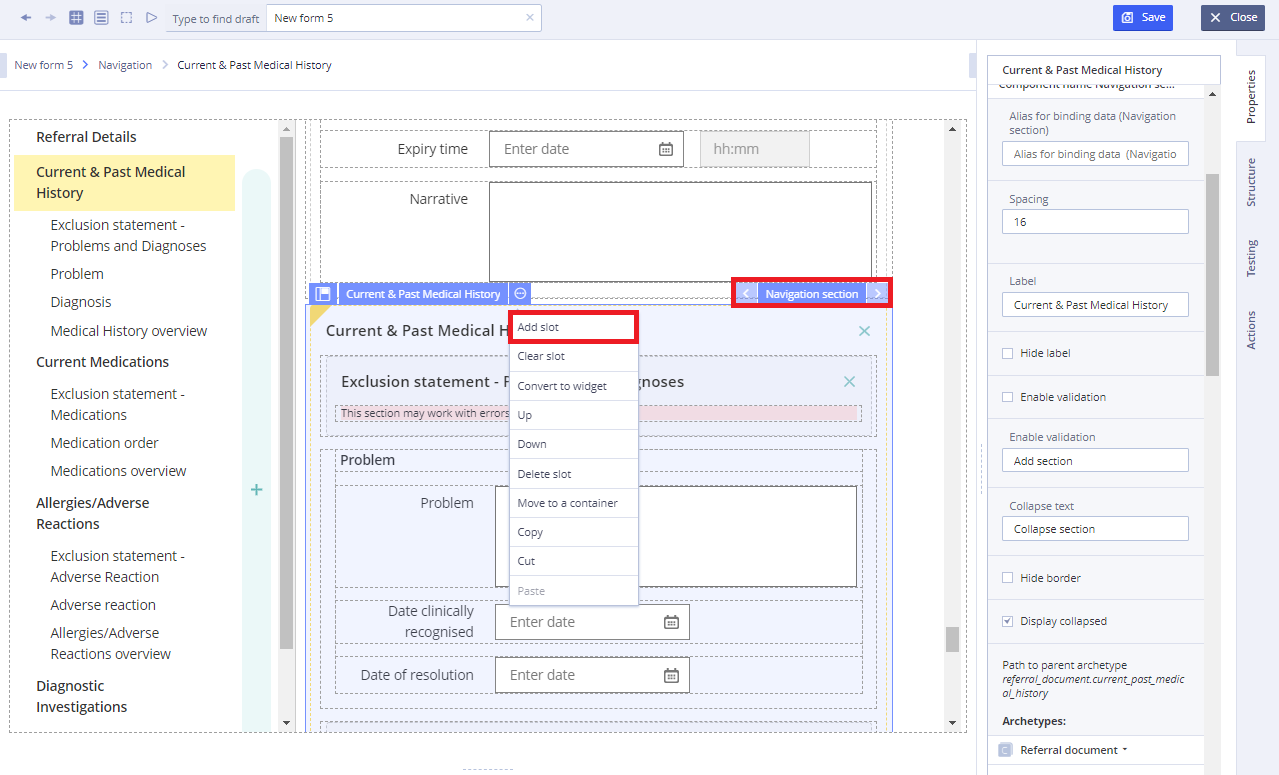 Type to find draft
New form 5
Save
Close
New form 5
Navigation
Current & Past Medical History
Referral Details
Current & Past Medical
History
Exclusion statement -
Problems and Diagnoses
Problem
Diagnosis
Medical History overview
Current Medications
Exclusion statement -
Medications
Medication order
Medications overview
Allergies/Adverse
Reactions
Exclusion statement -
Adverse Reaction
Adverse reaction
Allergies/Adverse
Reactions overview
Diagnostic
Investigations
+
Expiry time
Enter date
hh:mm
Narrative
Current & Past Medical History
Navigation section
Current & Past Medical H
Add slot
Clear slot
Convert to widget
Up
Down
Delete slot
Move to a container
Copy
Cut
Paste
Exclusion statement - P
gnoses
This section may work with errors
Problem
Problem
Date clinically
recognised
Enter date
Date of resolution
Enter date
Current & Past Medical History
Component name Navigation se...
Alias for binding data (Navigation
section)
Alias for binding data (Navigatio
Spacing
16
Label
Current & Past Medical History
Hide label
Enable validation
Enable validation
Add section
Collapse text
Collapse section
Hide border
Display collapsed
Path to parent archetype
referral_document.current_past_medic
al_history
Archetypes:
C
Referral document
Properties
Structure
Testing
Actions